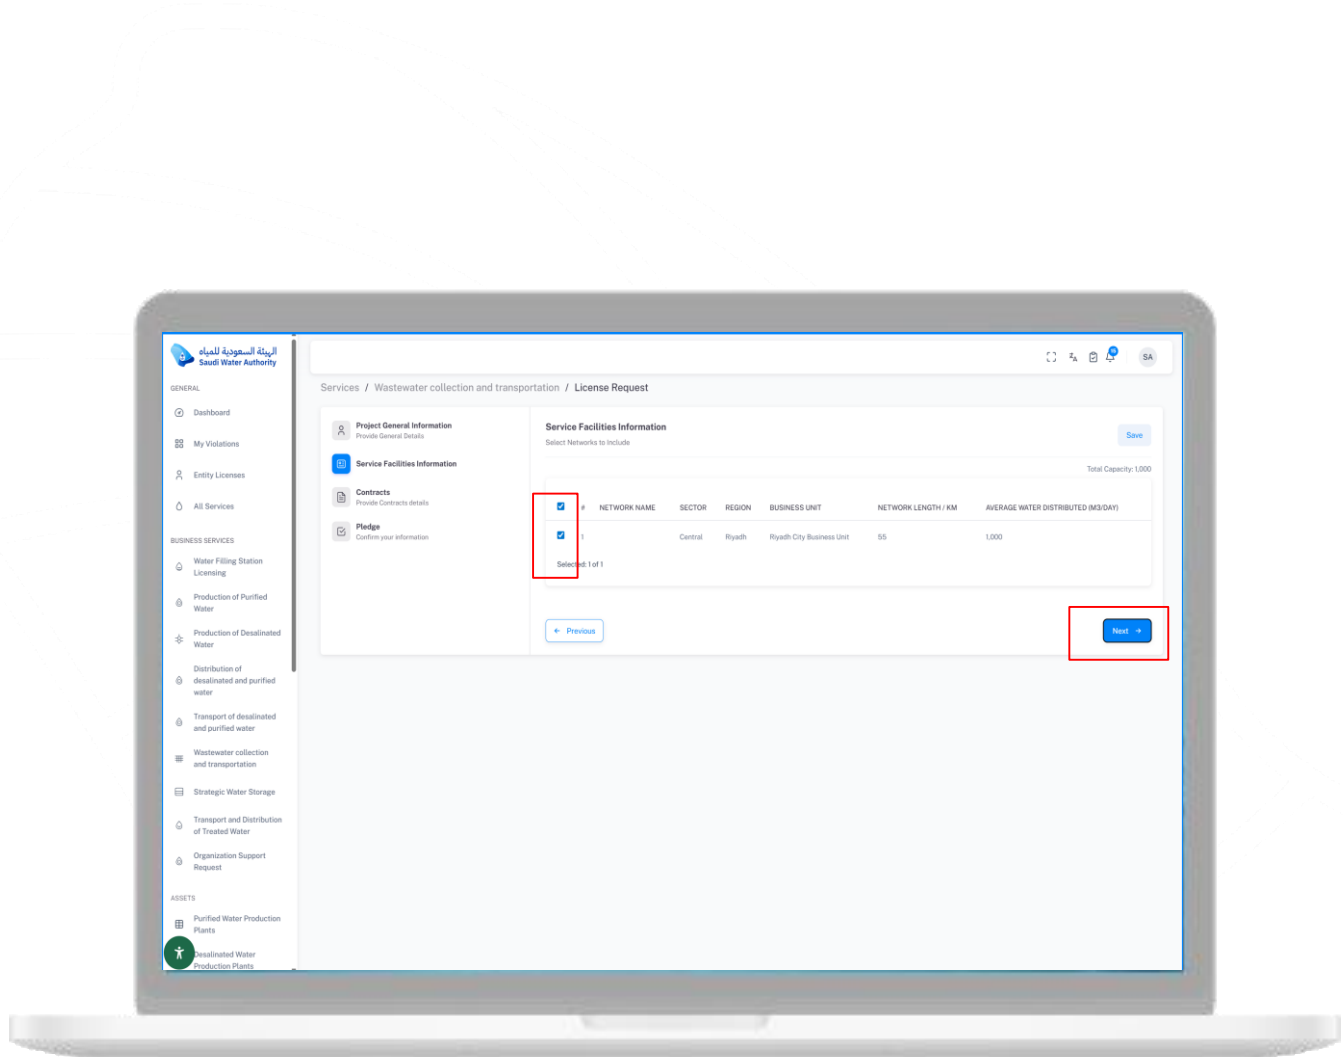 الهيئة السعودية للمياه
Saudi Water Authority
GENERAL
Dashboard
My Violations
Entity Licenses
All Services
BUSINESS SERVICES
Water Filling Station
Licensing
Production of Purified
Water
Production of Desalinated
Water
Distribution of
desalinated and purified
water
Transport of desalinated
and purified water
Wastewater collection
and transportation
Strategic Water Storage
Transport and Distribution
of Treated Water
Organization Support
Request
ASSETS
Purified Water Production
Plants
Desalinated Water
Production Plants
SA
Services / Wastewater collection and transportation / License Request
Project General Information
Provide General Details
Service Facilities Information
Contracts
Provide Contracts details
Pledge
Confirm your information
Service Facilities Information
Select Networks to Include
Save
Total Capacity: 1,000
# NETWORK NAME SECTOR REGION BUSINESS UNIT NETWORK LENGTH / KM AVERAGE WATER DISTRIBUTED (M3/DAY)
1 Central Riyadh Riyadh City Business Unit 55 1,000
Selected: 1 of 1
← Previous
Next →